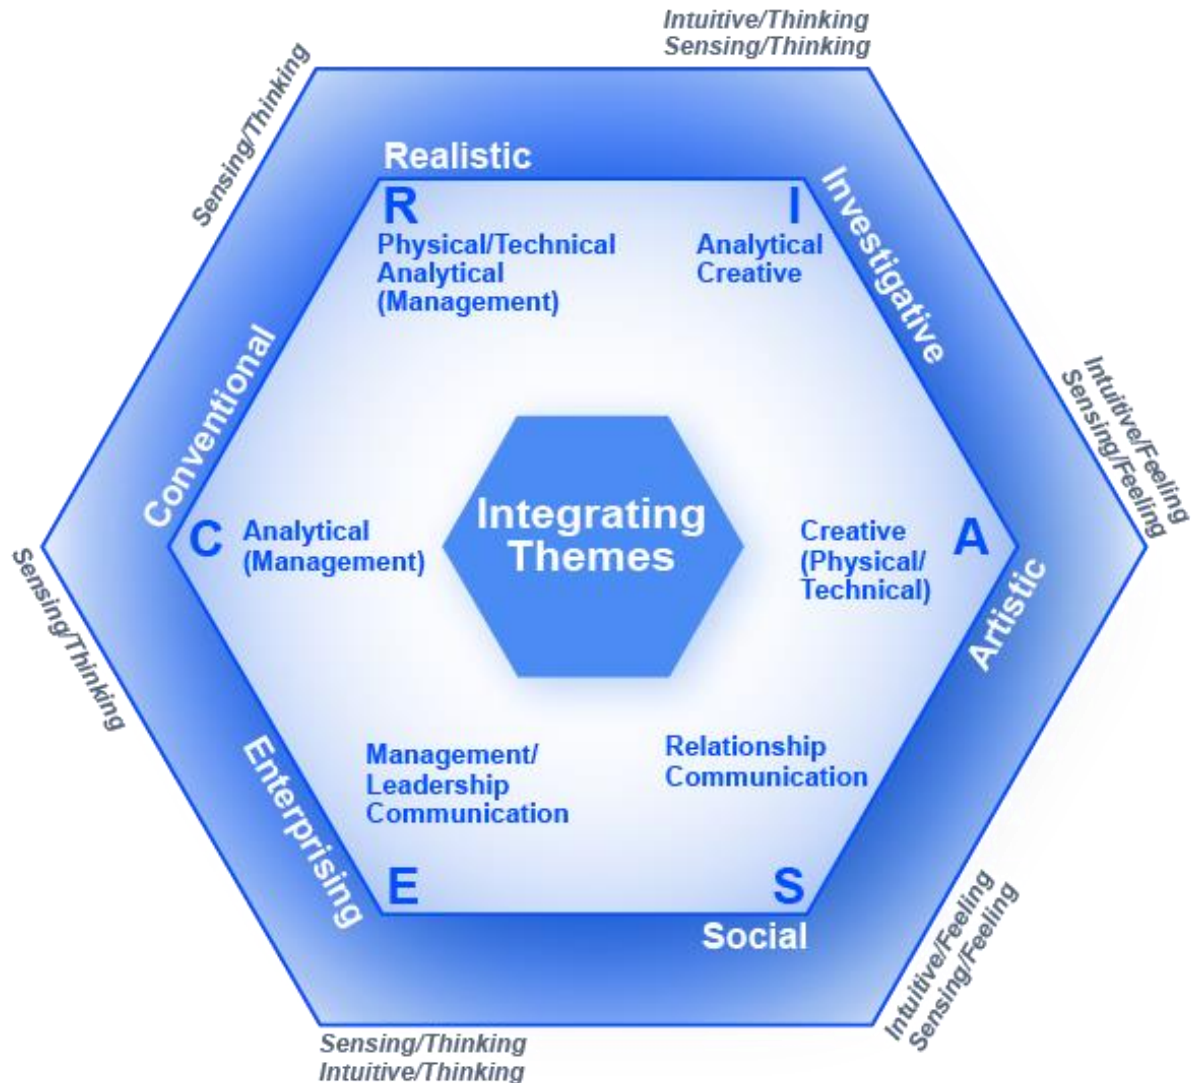 Intuitive/Thinking
Sensing/Thinking
Sensing/Thinking
Realistic
R
I
Physical/Technical
Analytical
(Management)
Analytical
Creative
Investigative
Conventional
Intuitive/Feeling
Sensing/Feeling
Integrating
Themes
C
Analytical
(Management)
Creative
(Physical/
Technical)
A
Artistic
Sensing/Thinking
Enterprising
Management/
Leadership
Communication
Relationship
Communication
E
S
Social
Intuitive/Feeling
Sensing/Feeling
Sensing/Thinking
Intuitive/Thinking